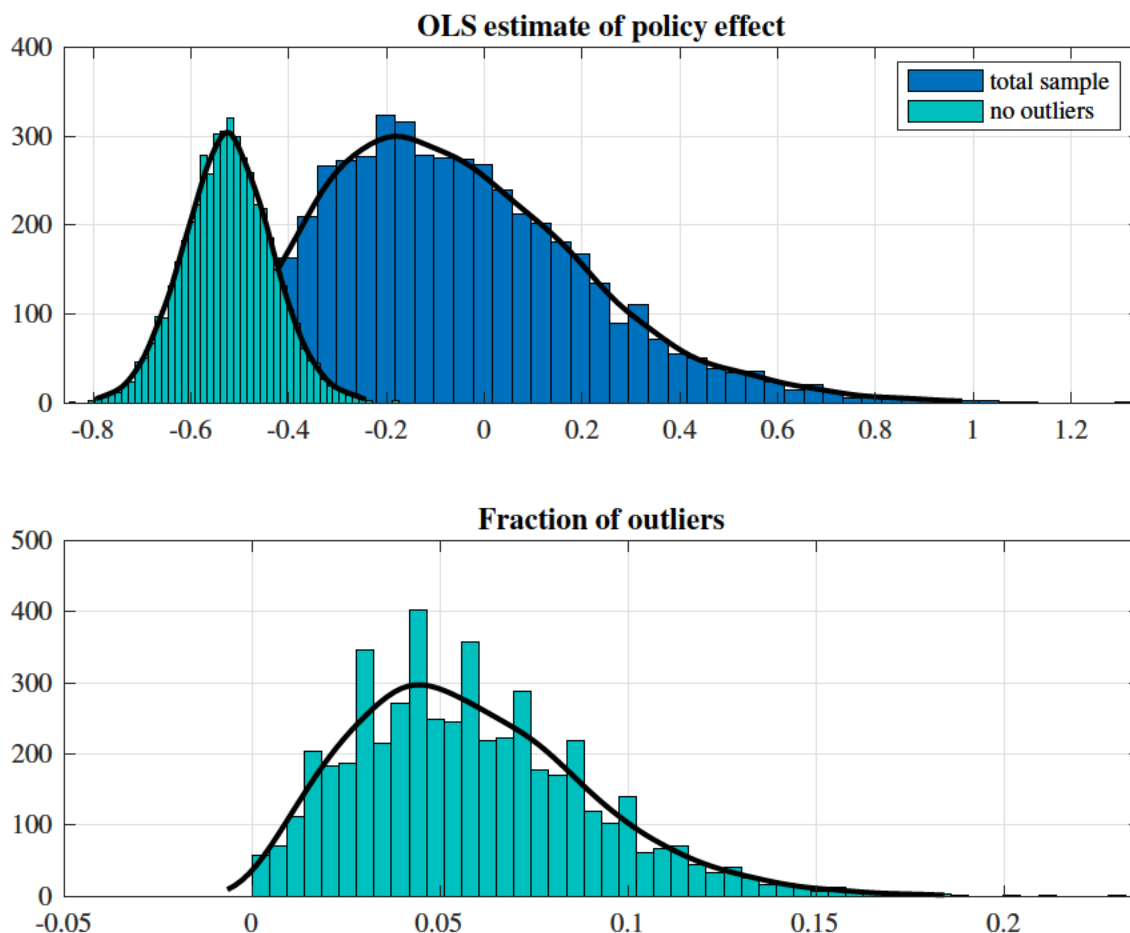 OLS estimate of policy effect
400
300
200
100
0
total sample
no outliers
-0.8 -0.6 -0.4 -0.2 0 0.2 0.4 0.6 0.8 1 1.2
Fraction of outliers
500
400
300
200
100
0
-0.05 0 0.05 0.1 0.15 0.2